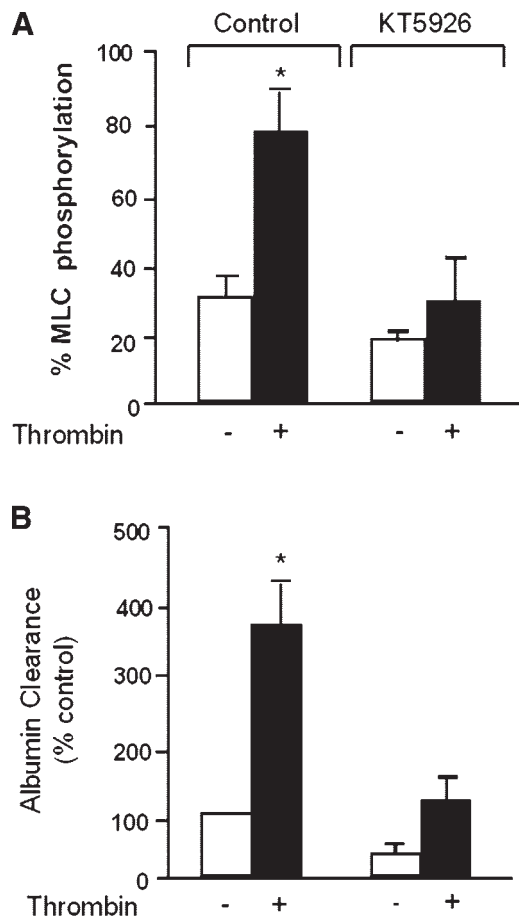 A
Control KT5926
% MLC phosphorylation
100
*
80
60
40
20
0
Thrombin - + - +
B
Albumin Clearance
(% control)
500
*
400
300
200
100
0
Thrombin - + - +